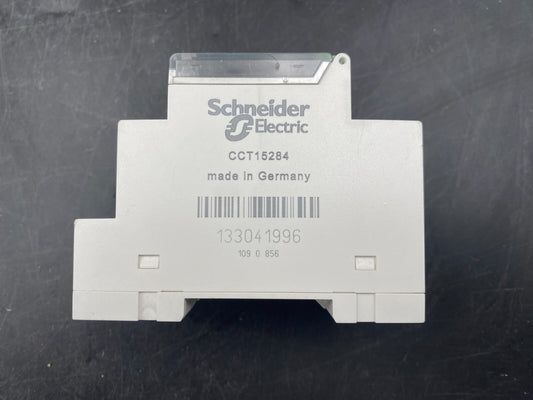 Schneider
Electric
CCT15284
made in Germany
133041996
109 0 856